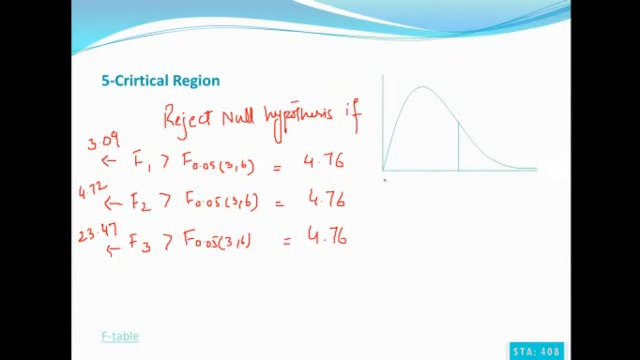 5-Crirtical Region
Reject Null hypothesis if
3.09 ← F₁ > F₀.₀₅(3,6) = 4.76
4.72 ← F₂ > F₀.₀₅(3,6) = 4.76
23.47 ← F₃ > F₀.₀₅(3,6) = 4.76
F-table
STA: 408